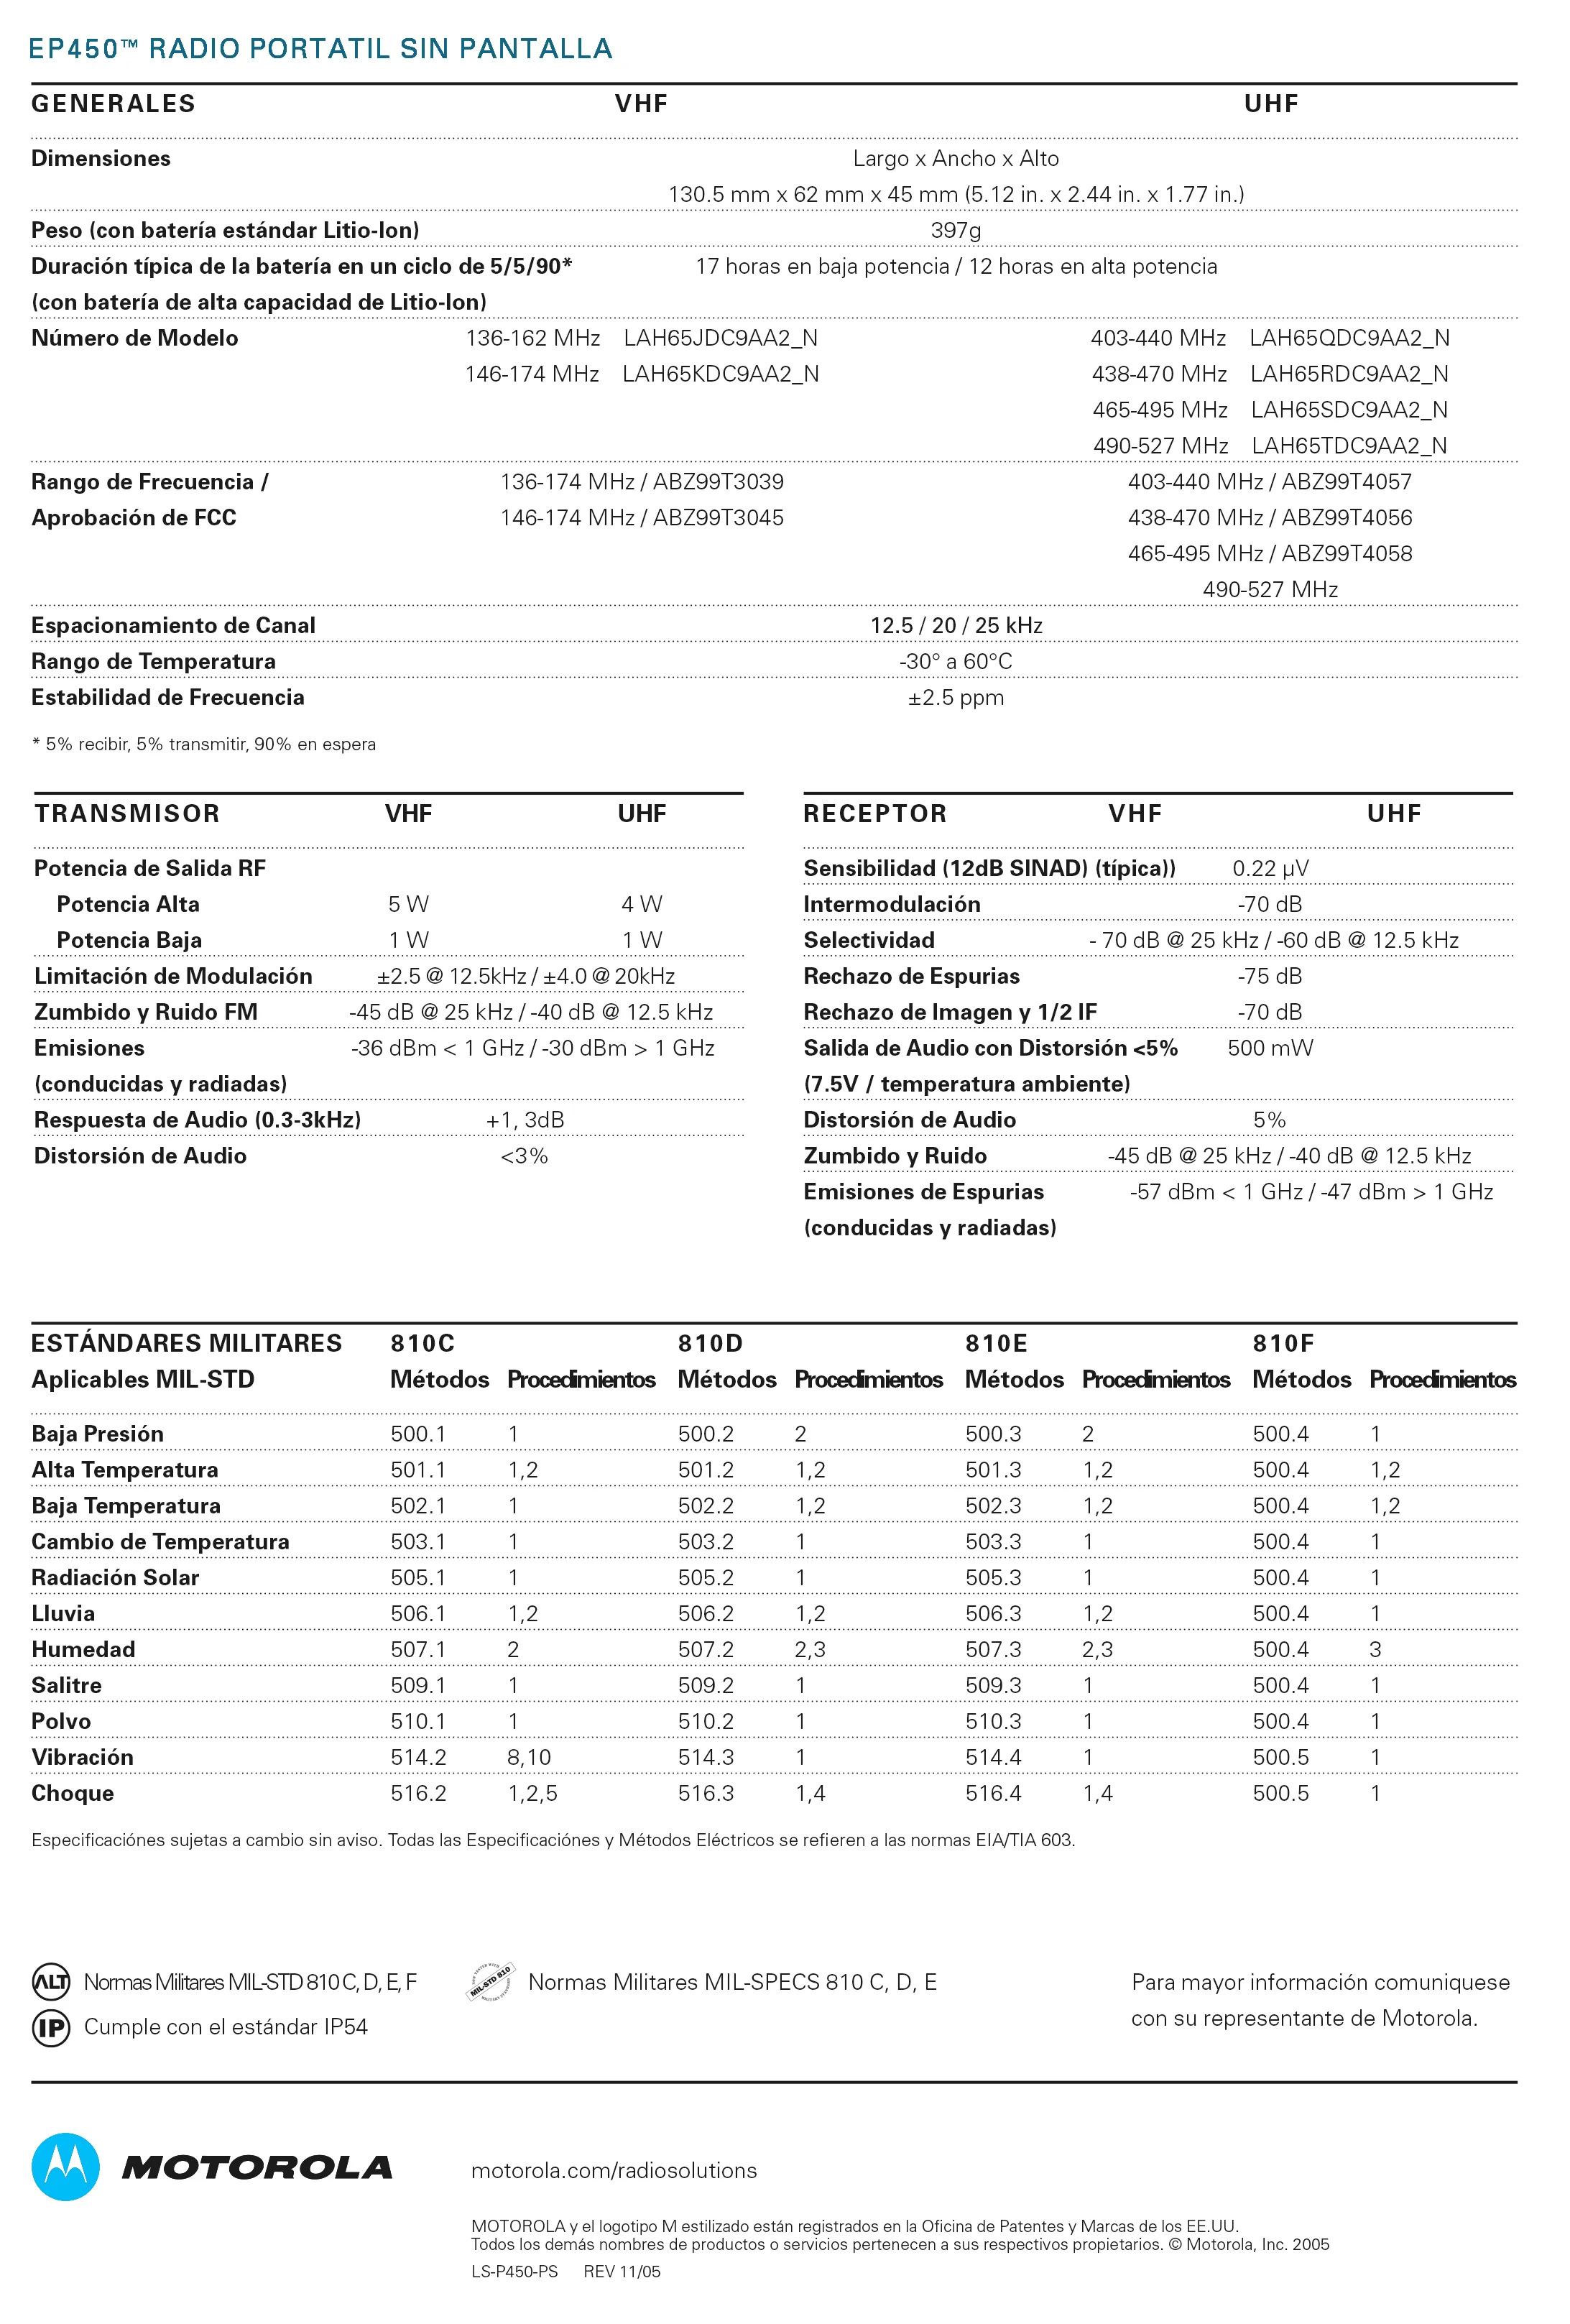 EP450™ RADIO PORTATIL SIN PANTALLA
GENERALES VHF UHF
Dimensiones Largo x Ancho x Alto
130.5 mm x 62 mm x 45 mm (5.12 in. x 2.44 in. x 1.77 in.)
Peso (con batería estándar Litio-Ion) 397g
Duración típica de la batería en un ciclo de 5/5/90* 17 horas en baja potencia / 12 horas en alta potencia
(con batería de alta capacidad de Litio-Ion)
Número de Modelo 136-162 MHz LAH65JDC9AA2_N 403-440 MHz LAH65QDC9AA2_N
146-174 MHz LAH65KDC9AA2_N 438-470 MHz LAH65RDC9AA2_N
465-495 MHz LAH65SDC9AA2_N
490-527 MHz LAH65TDC9AA2_N
Rango de Frecuencia / 136-174 MHz / ABZ99T3039 403-440 MHz / ABZ99T4057
Aprobación de FCC 146-174 MHz / ABZ99T3045 438-470 MHz / ABZ99T4056
465-495 MHz / ABZ99T4058
490-527 MHz
Espacionamiento de Canal 12.5 / 20 / 25 kHz
Rango de Temperatura -30° a 60°C
Estabilidad de Frecuencia ±2.5 ppm
* 5% recibir, 5% transmitir, 90% en espera
TRANSMISOR VHF UHF
Potencia de Salida RF
Potencia Alta 5 W 4 W
Potencia Baja 1 W 1 W
Limitación de Modulación ±2.5 @ 12.5kHz / ±4.0 @ 20kHz
Zumbido y Ruido FM -45 dB @ 25 kHz / -40 dB @ 12.5 kHz
Emisiones -36 dBm < 1 GHz / -30 dBm > 1 GHz
(conducidas y radiadas)
Respuesta de Audio (0.3-3kHz) +1, 3dB
Distorsión de Audio <3%
RECEPTOR VHF UHF
Sensibilidad (12dB SINAD) (típica)) 0.22 µV
Intermodulación -70 dB
Selectividad - 70 dB @ 25 kHz / -60 dB @ 12.5 kHz
Rechazo de Espurias -75 dB
Rechazo de Imagen y 1/2 IF -70 dB
Salida de Audio con Distorsión <5% 500 mW
(7.5V / temperatura ambiente)
Distorsión de Audio 5%
Zumbido y Ruido -45 dB @ 25 kHz / -40 dB @ 12.5 kHz
Emisiones de Espurias -57 dBm < 1 GHz / -47 dBm > 1 GHz
(conducidas y radiadas)
ESTÁNDARES MILITARES 810C 810D 810E 810F
Aplicables MIL-STD Métodos Procedimientos Métodos Procedimientos Métodos Procedimientos Métodos Procedimientos
Baja Presión 500.1 1 500.2 2 500.3 2 500.4 1
Alta Temperatura 501.1 1,2 501.2 1,2 501.3 1,2 500.4 1,2
Baja Temperatura 502.1 1 502.2 1,2 502.3 1,2 500.4 1,2
Cambio de Temperatura 503.1 1 503.2 1 503.3 1 500.4 1
Radiación Solar 505.1 1 505.2 1 505.3 1 500.4 1
Lluvia 506.1 1,2 506.2 1,2 506.3 1,2 500.4 1
Humedad 507.1 2 507.2 2,3 507.3 2,3 500.4 3
Salitre 509.1 1 509.2 1 509.3 1 500.4 1
Polvo 510.1 1 510.2 1 510.3 1 500.4 1
Vibración 514.2 8,10 514.3 1 514.4 1 500.5 1
Choque 516.2 1,2,5 516.3 1,4 516.4 1,4 500.5 1
Especificaciónes sujetas a cambio sin aviso. Todas las Especificaciónes y Métodos Eléctricos se refieren a las normas EIA/TIA 603.
ALT Normas Militares MIL-STD 810 C, D, E, F
IP Cumple con el estándar IP54
MIL-STD 810 Normas Militares MIL-SPECS 810 C, D, E
Para mayor información comuniquese
con su representante de Motorola.
MOTOROLA
motorola.com/radiosolutions
MOTOROLA y el logotipo M estilizado están registrados en la Oficina de Patentes y Marcas de los EE.UU.
Todos los demás nombres de productos o servicios pertenecen a sus respectivos propietarios. © Motorola, Inc. 2005
LS-P450-PS REV 11/05